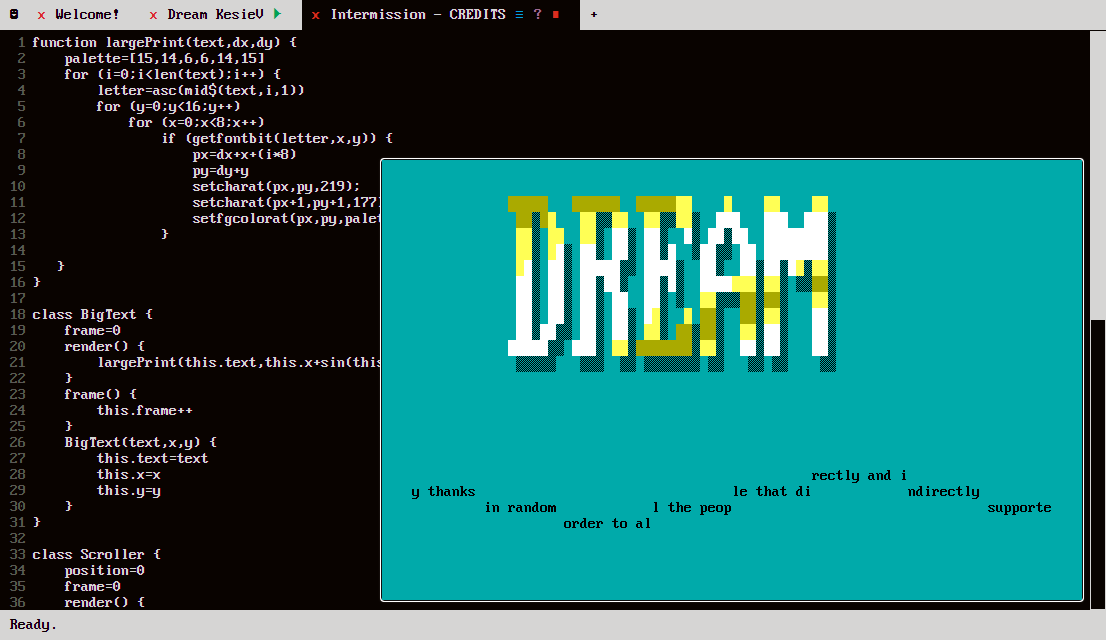 x Welcome! x Dream KesieV x Intermission - CREDITS ≡ ? +
1 function largePrint(text,dx,dy) {
2 palette=[15,14,6,6,14,15]
3 for (i=0;i<len(text);i++) {
4 letter=asc(mid$(text,i,1))
5 for (y=0;y<16;y++)
6 for (x=0;x<8;x++)
7 if (getfontbit(letter,x,y)) {
8 px=dx+x+(i*8)
9 py=dy+y
10 setcharat(px,py,219);
11 setcharat(px+1,py+1,177
12 setfgcolorat(px,py,palet
13 }
14
15 }
16 }
17
18 class BigText {
19 frame=0
20 render() {
21 largePrint(this.text,this.x+sin(this
22 }
23 frame() {
24 this.frame++
25 }
26 BigText(text,x,y) {
27 this.text=text
28 this.x=x
29 this.y=y
30 }
31 }
32
33 class Scroller {
34 position=0
35 frame=0
36 render() {
DREAM
y thanks in random order to all the people that directly and indirectly supporte
Ready.